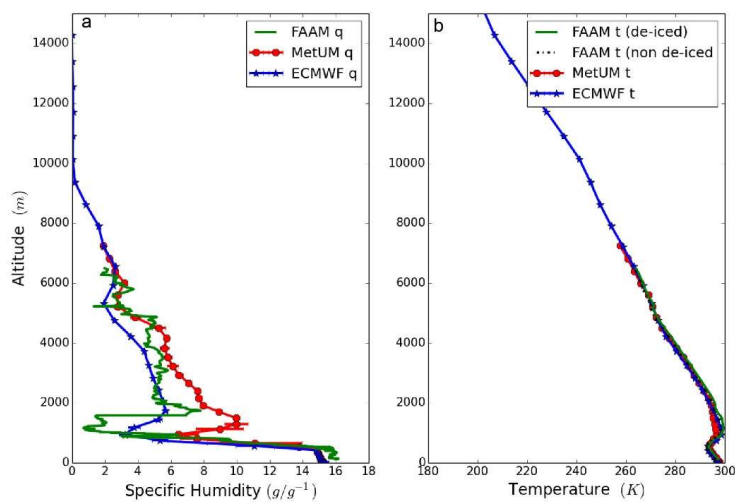 a
FAAM q
MetUM q
ECMWF q
14000
12000
10000
8000
6000
4000
2000
0
0 2 4 6 8 10 12 14 16 18
Altitude (m)
Specific Humidity (g/g⁻¹)
b
FAAM t (de-iced)
FAAM t (non de-iced
MetUM t
ECMWF t
14000
12000
10000
8000
6000
4000
2000
0
180 200 220 240 260 280 300
Temperature (K)